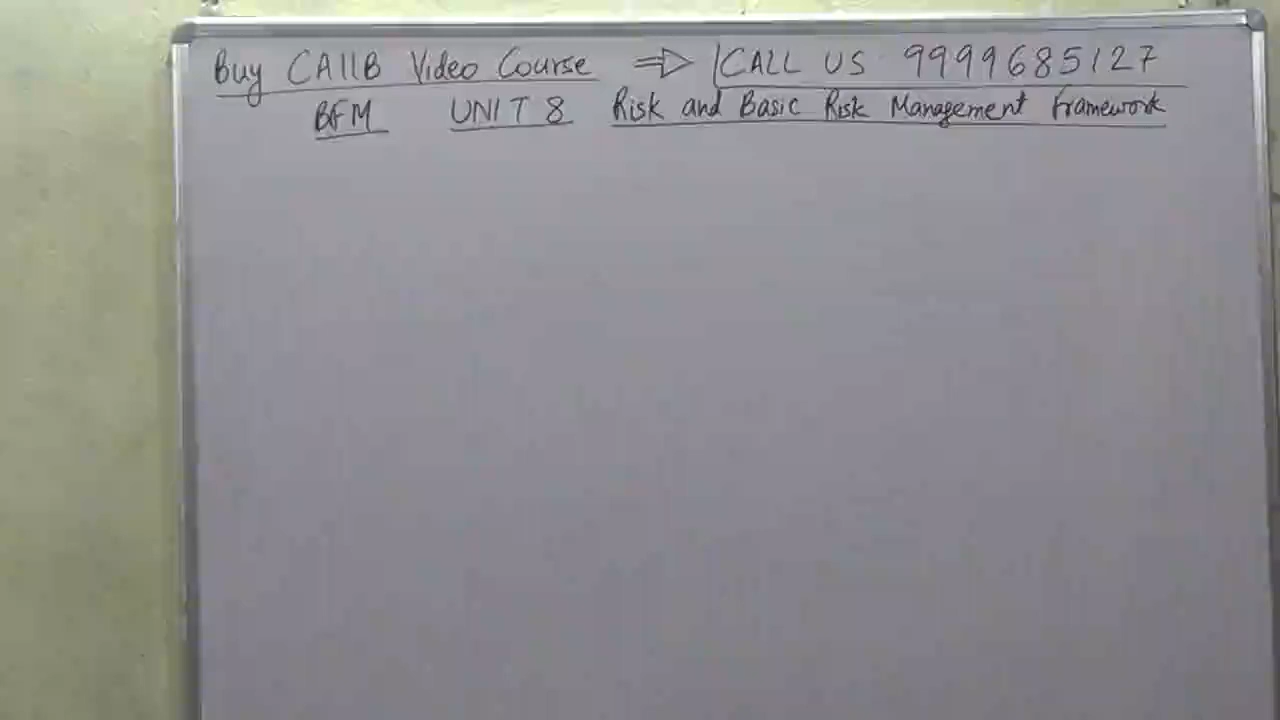 Buy CAIIB Video Course ⇒ CALL US 9999685127
BFM UNIT 8 Risk and Basic Risk Management Framework